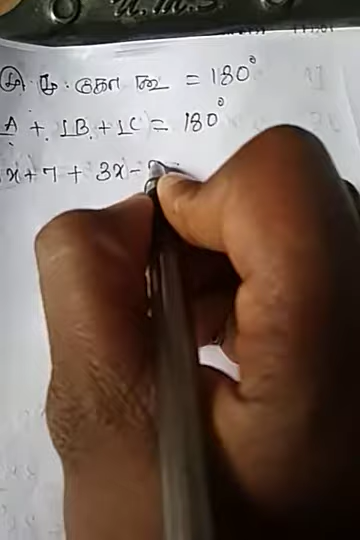 U.M.S
மு.மு.கோ.கூ = 180°
A + ∠B + ∠C = 180°
x + 7 + 3x -